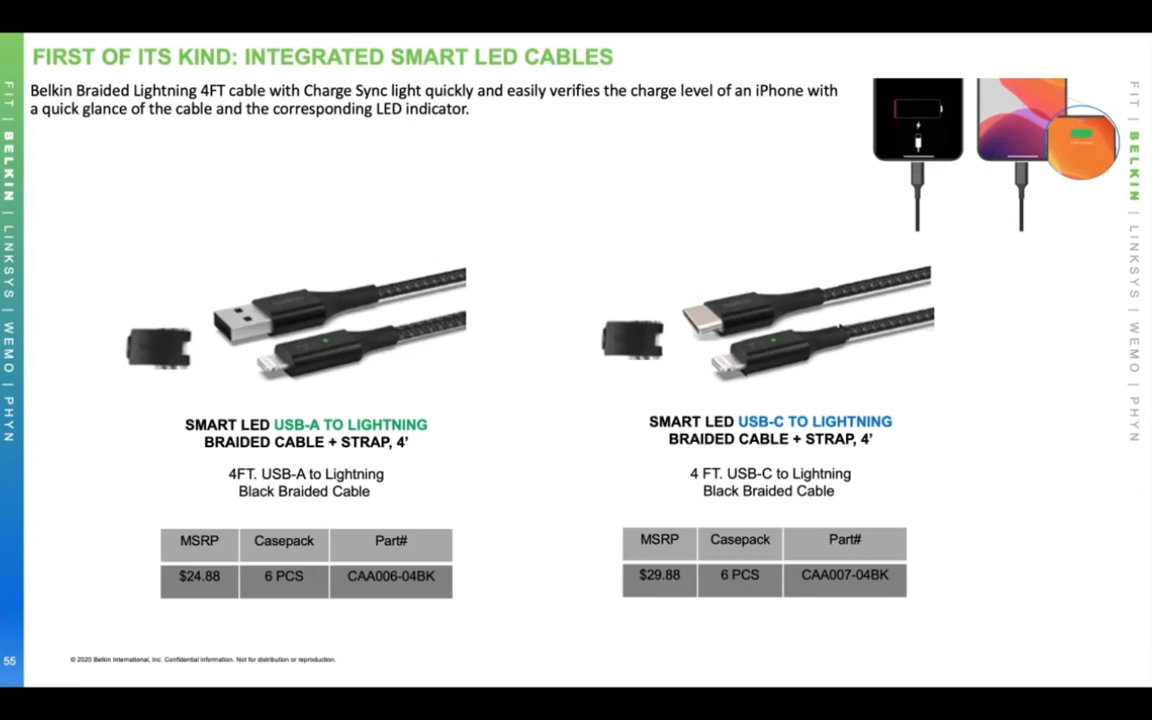 FIRST OF ITS KIND: INTEGRATED SMART LED CABLES
Belkin Braided Lightning 4FT cable with Charge Sync light quickly and easily verifies the charge level of an iPhone with
a quick glance of the cable and the corresponding LED indicator.
FIT | BELKIN | LINKSYS | WEMO | PHYN
FIT | BELKIN | LINKSYS | WEMO | PHYN
SMART LED USB-A TO LIGHTNING
BRAIDED CABLE + STRAP, 4’
4FT. USB-A to Lightning
Black Braided Cable
MSRP Casepack Part#
$24.88 6 PCS CAA006-04BK
SMART LED USB-C TO LIGHTNING
BRAIDED CABLE + STRAP, 4’
4 FT. USB-C to Lightning
Black Braided Cable
MSRP Casepack Part#
$29.88 6 PCS CAA007-04BK
55
© 2020 Belkin International, Inc. Confidential information. Not for distribution or reproduction.